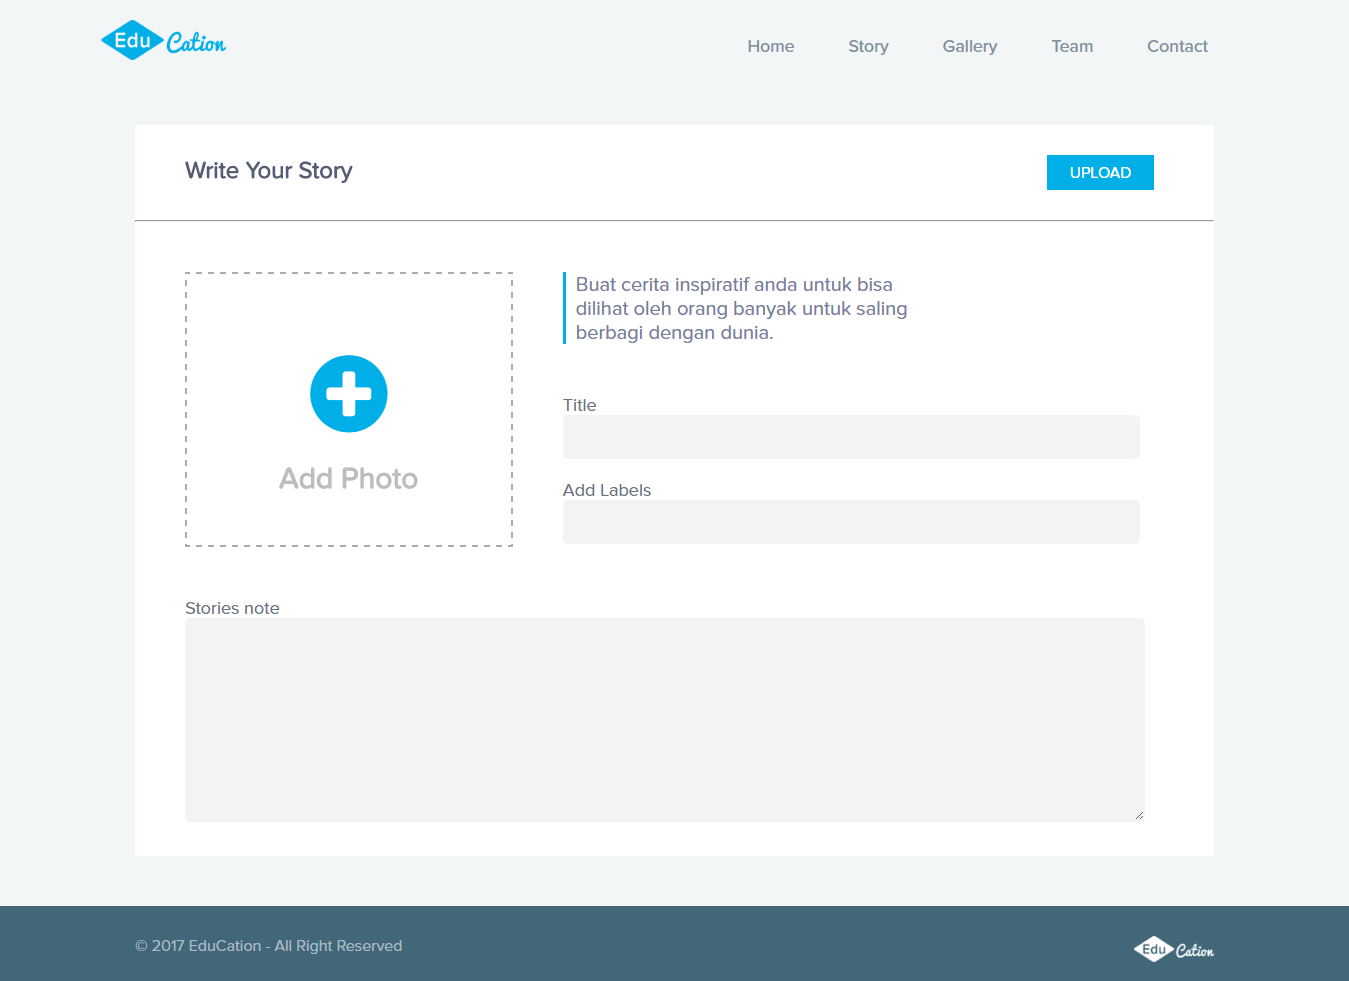 Edu Cation
Home Story Gallery Team Contact
Write Your Story
UPLOAD
Buat cerita inspiratif anda untuk bisa
dilihat oleh orang banyak untuk saling
berbagi dengan dunia.
Add Photo
Title
Add Labels
Stories note
© 2017 EduCation - All Right Reserved
Edu Cation